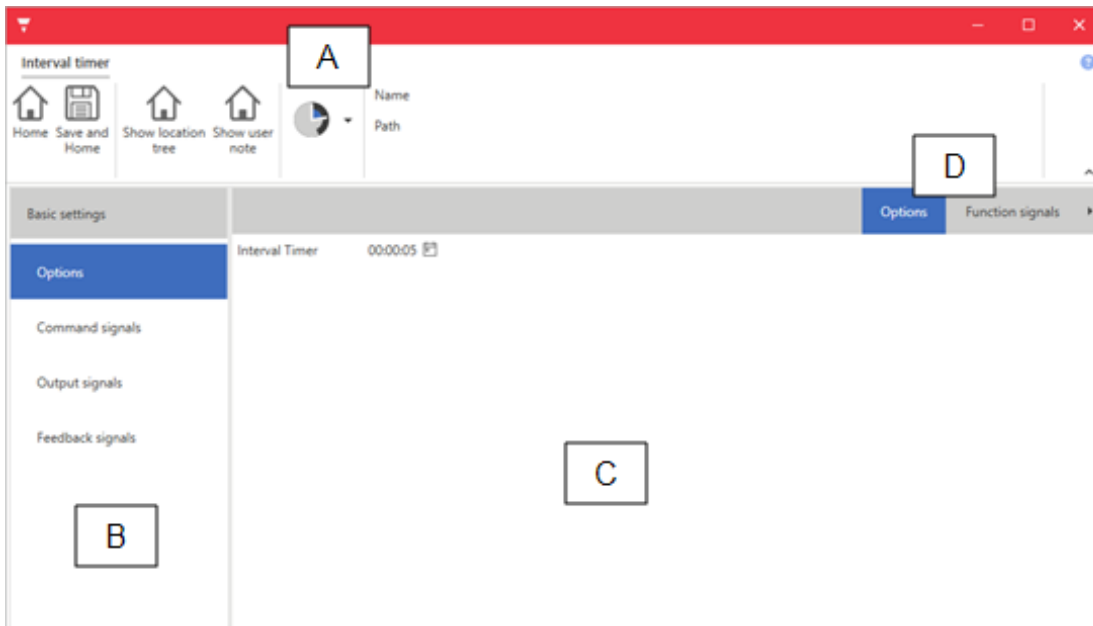 A
Interval timer
Home
Save and
Home
Show location
tree
Show user
note
Name
Path
D
Basic settings
Options
Function signals
Options
Interval Timer
00:00:05
Command signals
Output signals
Feedback signals
C
B